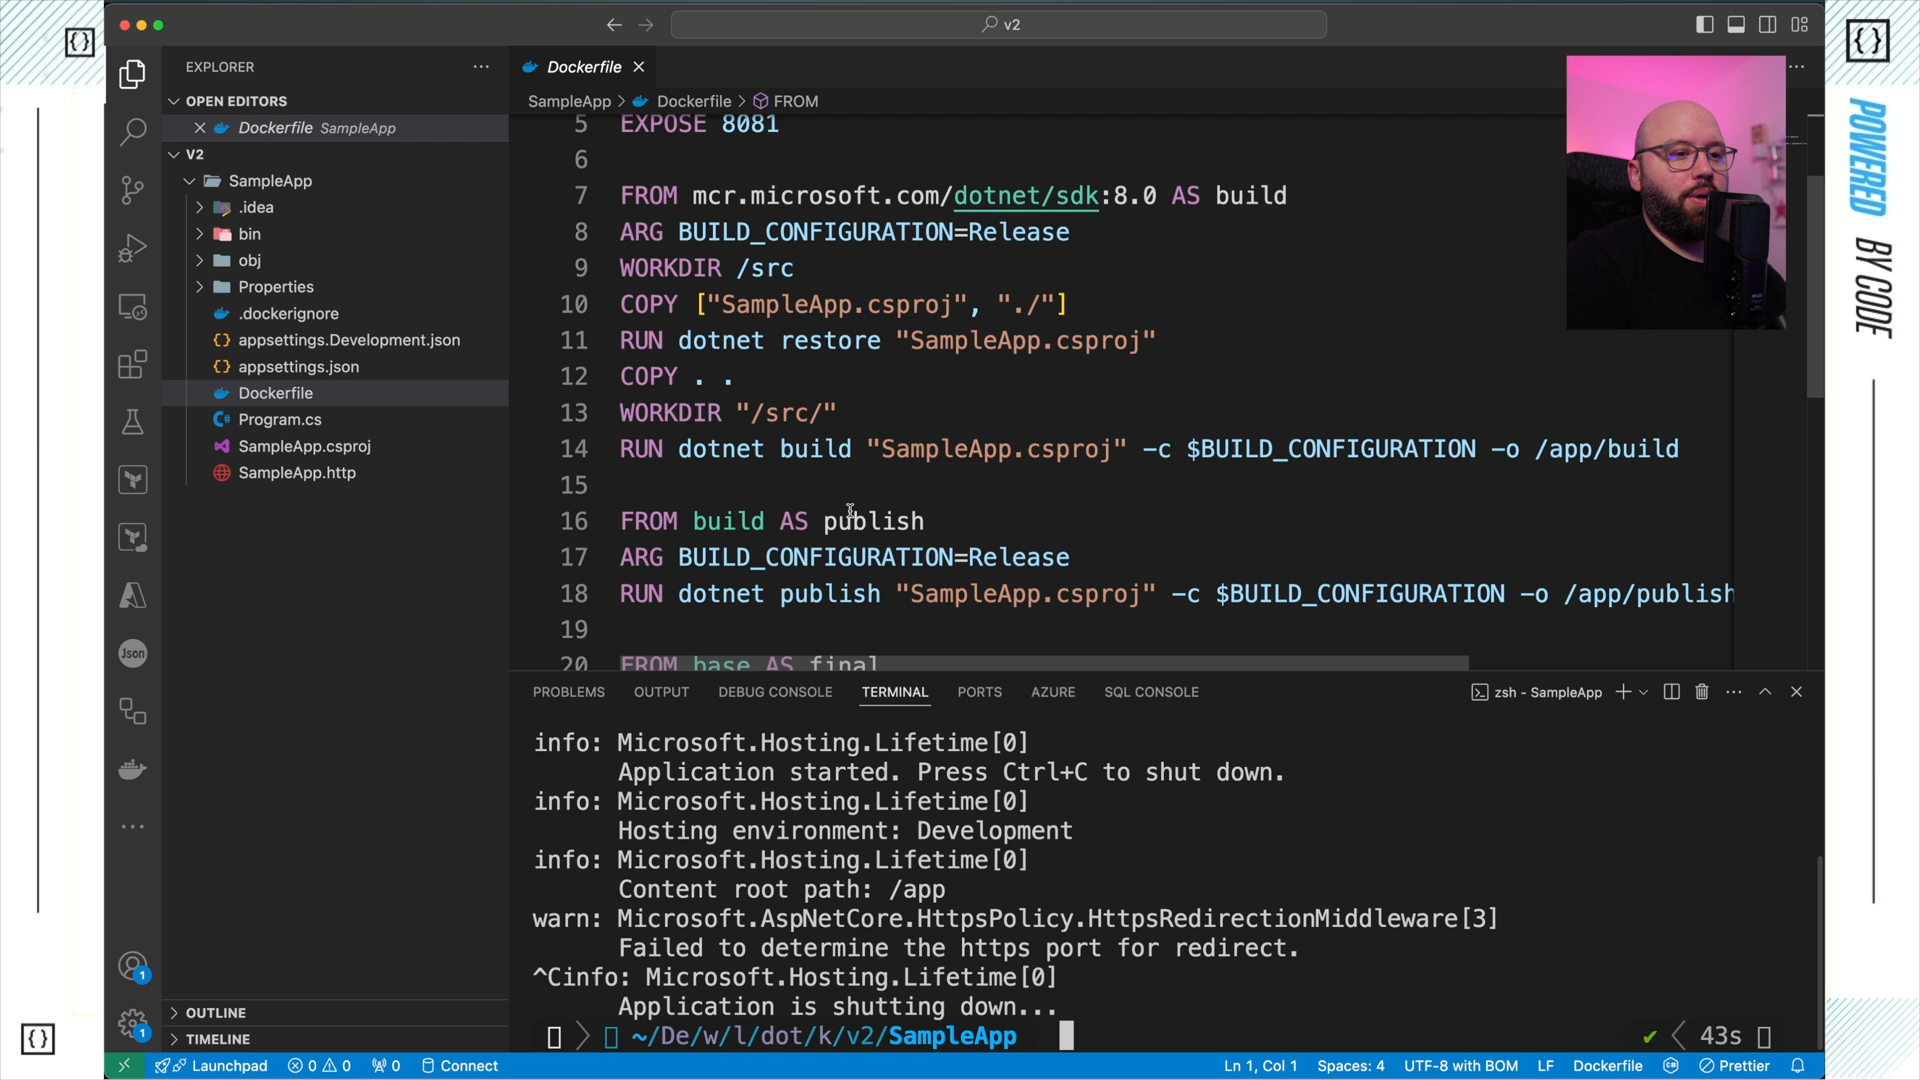 v2
EXPLORER
OPEN EDITORS
Dockerfile SampleApp
V2
SampleApp
.idea
bin
obj
Properties
.dockerignore
appsettings.Development.json
appsettings.json
Dockerfile
Program.cs
SampleApp.csproj
SampleApp.http
OUTLINE
TIMELINE
Json
1
1
Dockerfile
SampleApp > Dockerfile > FROM
5 EXPOSE 8081
6
7 FROM mcr.microsoft.com/dotnet/sdk:8.0 AS build
8 ARG BUILD_CONFIGURATION=Release
9 WORKDIR /src
10 COPY ["SampleApp.csproj", "./"]
11 RUN dotnet restore "SampleApp.csproj"
12 COPY . .
13 WORKDIR "/src/"
14 RUN dotnet build "SampleApp.csproj" -c $BUILD_CONFIGURATION -o /app/build
15
16 FROM build AS publish
17 ARG BUILD_CONFIGURATION=Release
18 RUN dotnet publish "SampleApp.csproj" -c $BUILD_CONFIGURATION -o /app/publish
19
20 FROM base AS final
PROBLEMS OUTPUT DEBUG CONSOLE TERMINAL PORTS AZURE SQL CONSOLE
zsh - SampleApp
info: Microsoft.Hosting.Lifetime[0]
Application started. Press Ctrl+C to shut down.
info: Microsoft.Hosting.Lifetime[0]
Hosting environment: Development
info: Microsoft.Hosting.Lifetime[0]
Content root path: /app
warn: Microsoft.AspNetCore.HttpsPolicy.HttpsRedirectionMiddleware[3]
Failed to determine the https port for redirect.
^Cinfo: Microsoft.Hosting.Lifetime[0]
Application is shutting down...
~/De/w/l/dot/k/v2/SampleApp
43s
Launchpad 0 0 0 Connect
Ln 1, Col 1 Spaces: 4 UTF-8 with BOM LF Dockerfile Prettier
{}
{}
{}
POWERED BY CODE